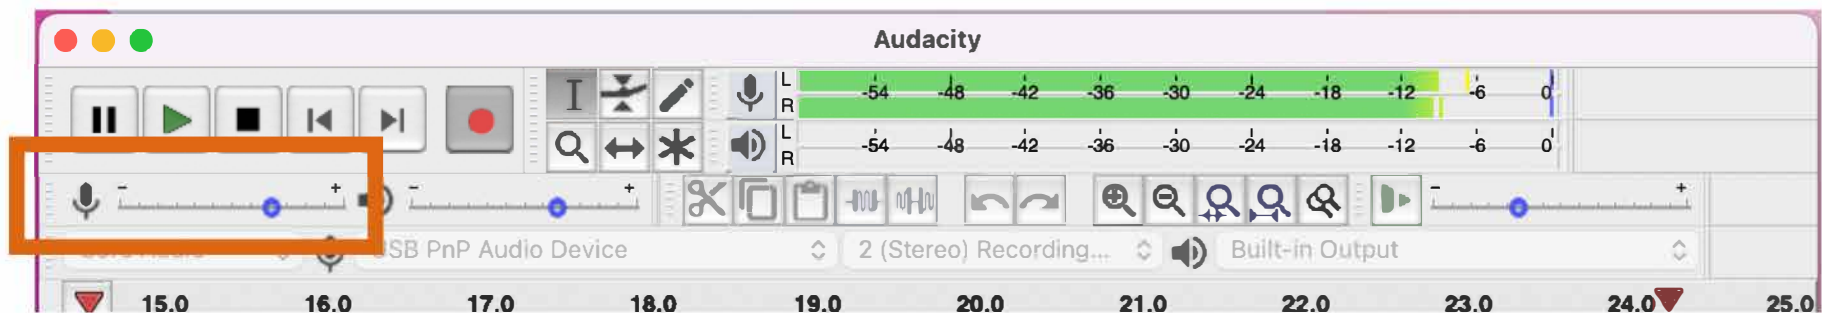 Audacity
L
-54 -48 -42 -36 -30 -24 -18 -12 -6 0
R
L
-54 -48 -42 -36 -30 -24 -18 -12 -6 0
R
- + - + - +
SB PnP Audio Device 2 (Stereo) Recording... Built-in Output
15.0 16.0 17.0 18.0 19.0 20.0 21.0 22.0 23.0 24.0 25.0